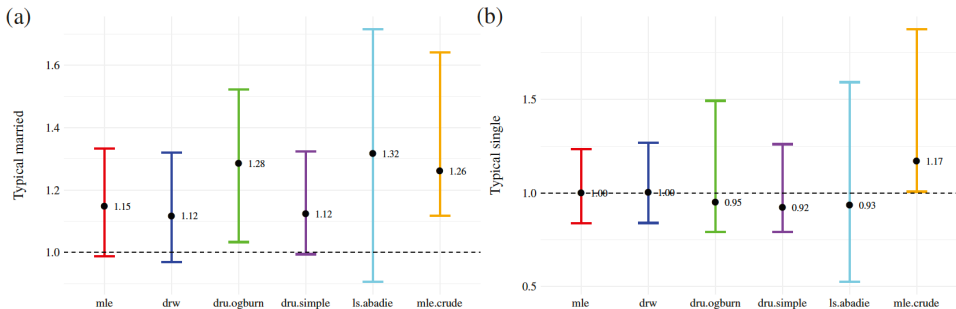 (a)
Typical married
1.6
1.4
1.2
1.0
1.15
1.12
1.28
1.12
1.32
1.26
mle
drw
dru.ogburn
dru.simple
ls.abadie
mle.crude
(b)
Typical single
1.5
1.0
0.5
1.00
1.00
0.95
0.92
0.93
1.17
mle
drw
dru.ogburn
dru.simple
ls.abadie
mle.crude